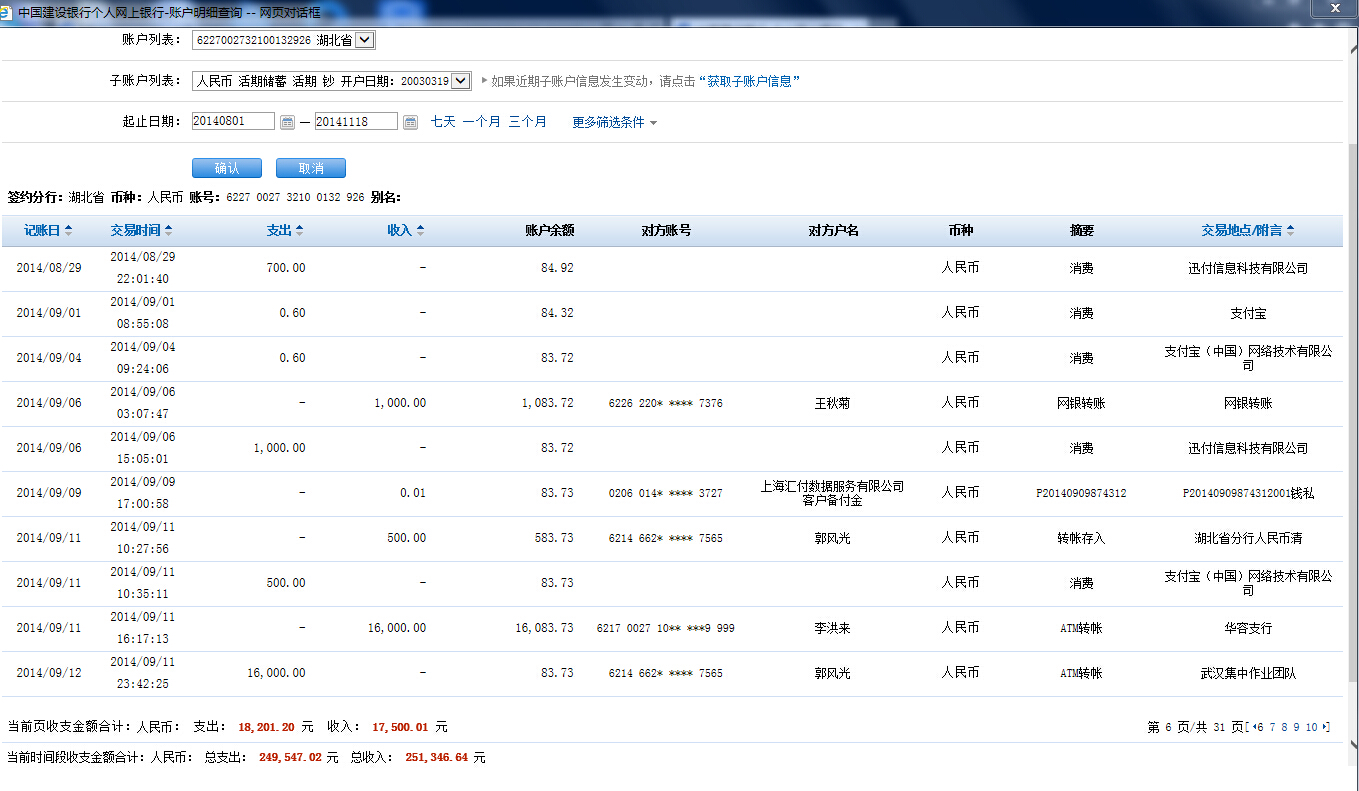 中国建设银行个人网上银行-账户明细查询 -- 网页对话框
账户列表： 6227002732100132926 湖北省
子账户列表： 人民币 活期储蓄 活期 钞 开户日期：20030319 如果近期子账户信息发生变动，请点击“获取子账户信息”
起止日期： 20140801 — 20141118 七天 一个月 三个月 更多筛选条件
确认 取消
签约分行：湖北省 币种：人民币 账号：6227 0027 3210 0132 926 别名：
记账日 交易时间 支出 收入 账户余额 对方账号 对方户名 币种 摘要 交易地点/附言
2014/08/29 2014/08/29 22:01:40 700.00 - 84.92 人民币 消费 迅付信息科技有限公司
2014/09/01 2014/09/01 08:55:08 0.60 - 84.32 人民币 消费 支付宝
2014/09/04 2014/09/04 09:24:06 0.60 - 83.72 人民币 消费 支付宝（中国）网络技术有限公司
2014/09/06 2014/09/06 03:07:47 - 1,000.00 1,083.72 6226 220* **** 7376 王秋菊 人民币 网银转账 网银转账
2014/09/06 2014/09/06 15:05:01 1,000.00 - 83.72 人民币 消费 迅付信息科技有限公司
2014/09/09 2014/09/09 17:00:58 - 0.01 83.73 0206 014* **** 3727 上海汇付数据服务有限公司客户备付金 人民币 P20140909874312 P20140909874312001钱私
2014/09/11 2014/09/11 10:27:56 - 500.00 583.73 6214 662* **** 7565 郭风光 人民币 转帐存入 湖北省分行人民币清
2014/09/11 2014/09/11 10:35:11 500.00 - 83.73 人民币 消费 支付宝（中国）网络技术有限公司
2014/09/11 2014/09/11 16:17:13 - 16,000.00 16,083.73 6217 0027 10** ***9 999 李洪来 人民币 ATM转帐 华容支行
2014/09/12 2014/09/11 23:42:25 16,000.00 - 83.73 6214 662* **** 7565 郭风光 人民币 ATM转帐 武汉集中作业团队
当前页收支金额合计：人民币： 支出： 18,201.20 元 收入： 17,500.01 元 第 6 页/共 31 页[6 7 8 9 10]
当前时间段收支金额合计：人民币： 总支出： 249,547.02 元 总收入： 251,346.64 元